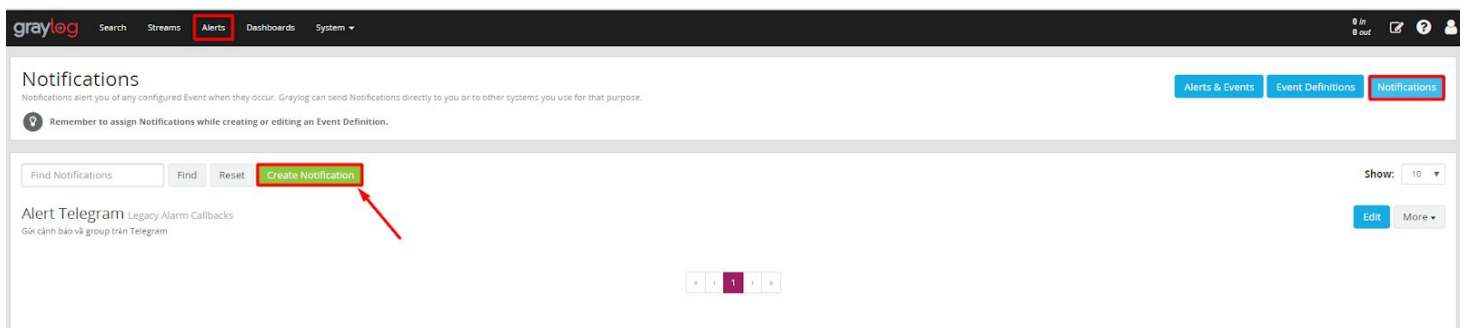 graylog Search Streams Alerts Dashboards System
0 in
0 out
Notifications
Notifications alert you of any configured Event when they occur. Graylog can send Notifications directly to you or to other systems you use for that purpose.
Remember to assign Notifications while creating or editing an Event Definition.
Alerts & Events Event Definitions Notifications
Find Notifications Find Reset Create Notification
Show: 10
Alert Telegram Legacy Alarm Callbacks
Gửi cảnh báo về group trên Telegram
Edit More
« ‹ 1 › »